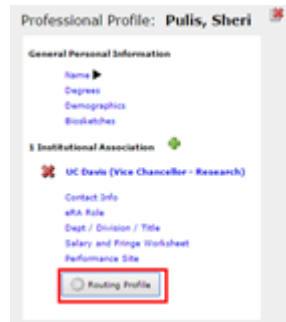 Professional Profile: Pulis, Sheri
General Personal Information
Name
Degrees
Demographics
Biosketches
1 Institutional Association
UC Davis (Vice Chancellor - Research)
Contact Info
eRA Role
Dept / Division / Title
Salary and Fringe Worksheet
Performance Site
Routing Profile